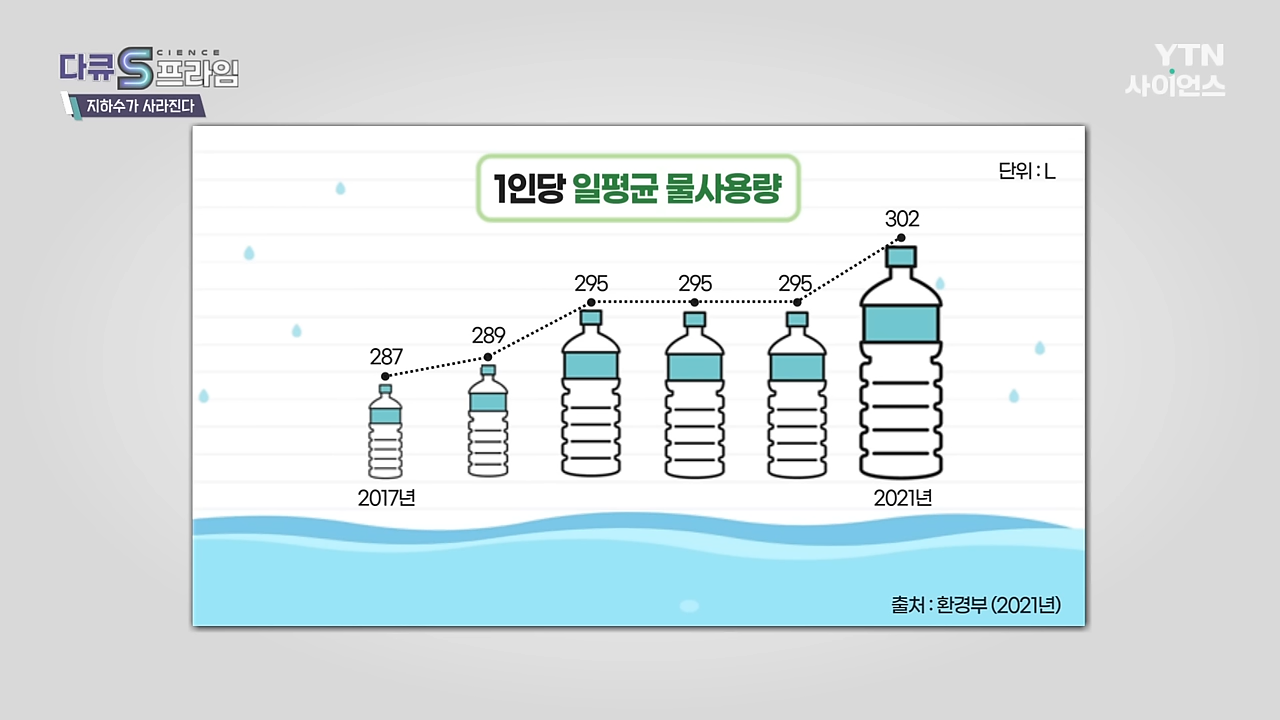 다큐 SCIENCE 프라임
지하수가 사라진다
YTN
사이언스
1인당 일평균 물사용량
단위 : L
287
289
295
295
295
302
2017년
2021년
출처 : 환경부 (2021년)